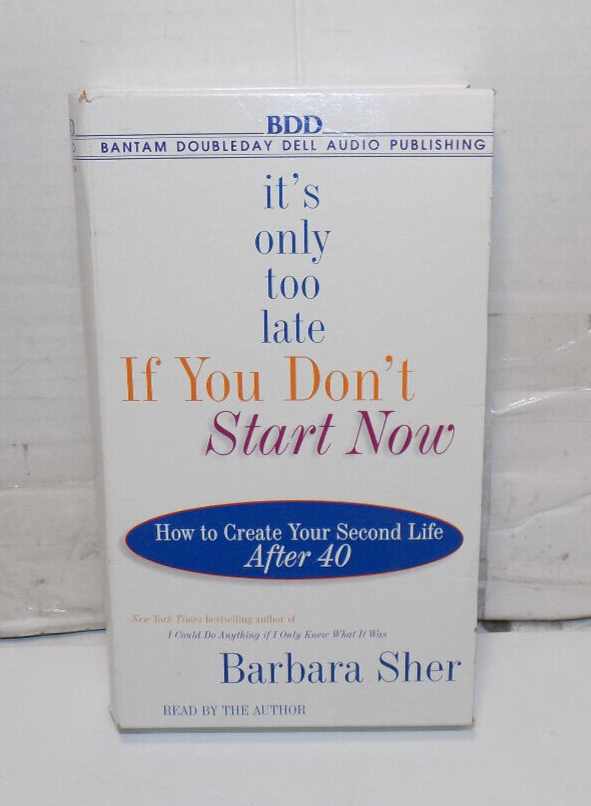 BDD
BANTAM DOUBLEDAY DELL AUDIO PUBLISHING
it's
only
too
late
If You Don't
Start Now
How to Create Your Second Life
After 40
New York Times bestselling author of
I Could Do Anything if I Only Knew What It Was
Barbara Sher
READ BY THE AUTHOR